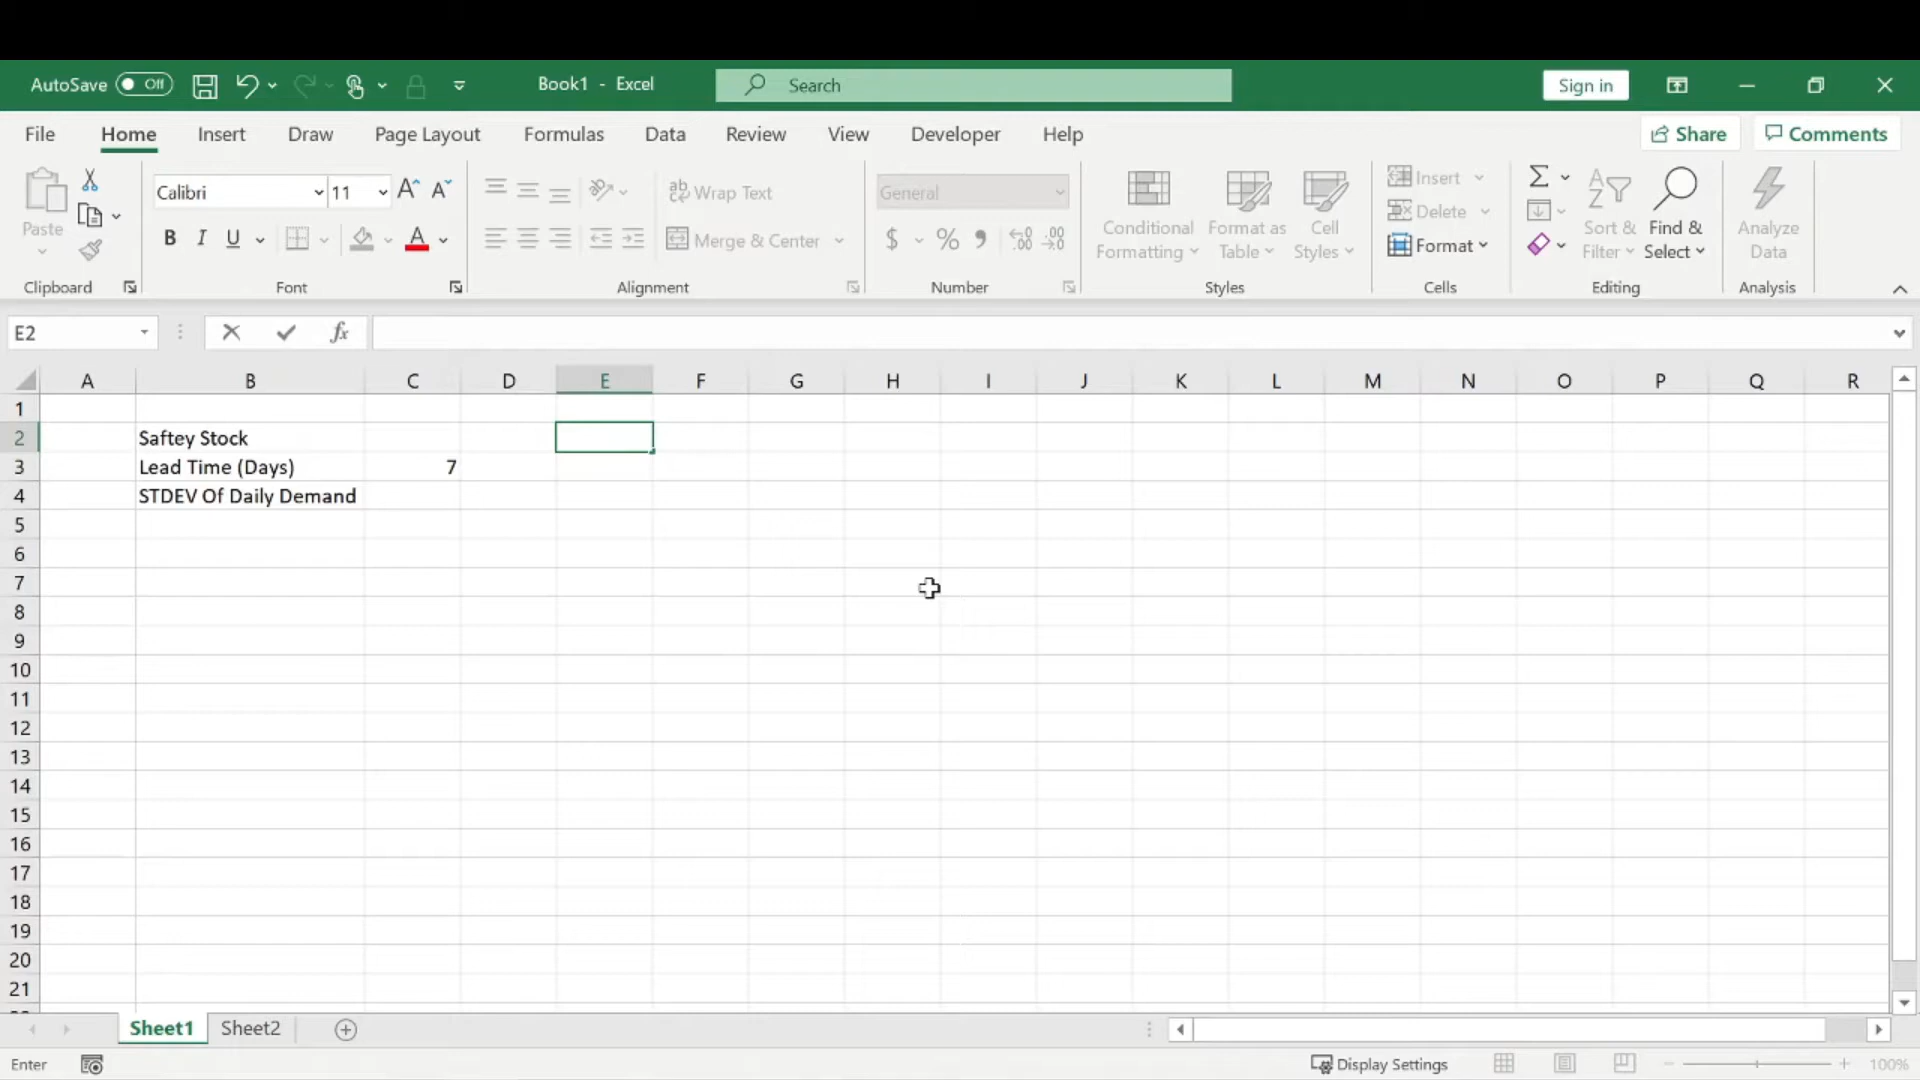 AutoSave Off Book1 - Excel Search Sign in
File Home Insert Draw Page Layout Formulas Data Review View Developer Help Share Comments
Paste
Calibri 11
B I U A
Wrap Text
Merge & Center
General
$ % 9
Conditional Formatting
Format as Table
Cell Styles
Insert
Delete
Format
Sort & Filter
Find & Select
Analyze Data
Clipboard Font Alignment Number Styles Cells Editing Analysis
E2 fx
A B C D E F G H I J K L M N O P Q R
1
2 Saftey Stock
3 Lead Time (Days) 7
4 STDEV Of Daily Demand
5
6
7
8
9
10
11
12
13
14
15
16
17
18
19
20
21
Sheet1 Sheet2
Enter Display Settings 100%